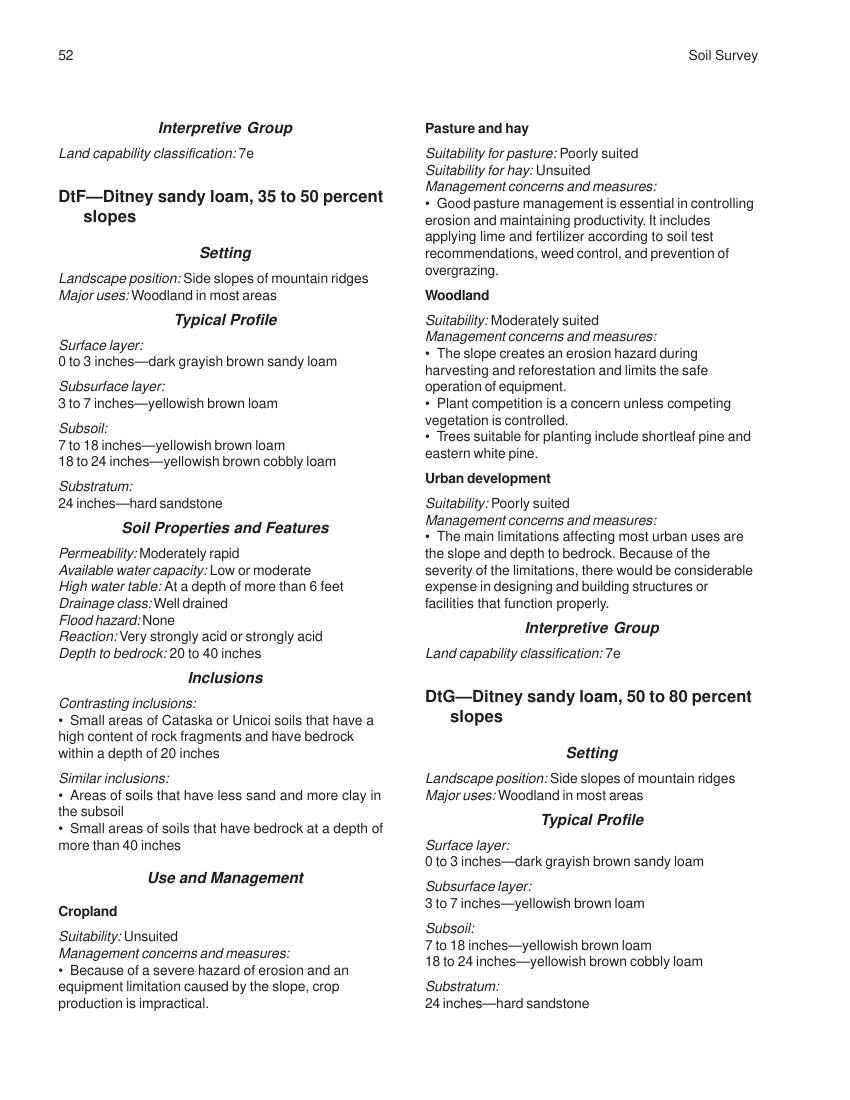 52
Soil Survey
Interpretive Group
Land capability classification: 7e
DtF—Ditney sandy loam, 35 to 50 percent
slopes
Setting
Landscape position: Side slopes of mountain ridges
Major uses: Woodland in most areas
Typical Profile
Surface layer:
0 to 3 inches—dark grayish brown sandy loam
Subsurface layer:
3 to 7 inches—yellowish brown loam
Subsoil:
7 to 18 inches—yellowish brown loam
18 to 24 inches—yellowish brown cobbly loam
Substratum:
24 inches—hard sandstone
Soil Properties and Features
Permeability: Moderately rapid
Available water capacity: Low or moderate
High water table: At a depth of more than 6 feet
Drainage class: Well drained
Flood hazard: None
Reaction: Very strongly acid or strongly acid
Depth to bedrock: 20 to 40 inches
Inclusions
Contrasting inclusions:
• Small areas of Cataska or Unicoi soils that have a
high content of rock fragments and have bedrock
within a depth of 20 inches
Similar inclusions:
• Areas of soils that have less sand and more clay in
the subsoil
• Small areas of soils that have bedrock at a depth of
more than 40 inches
Use and Management
Cropland
Suitability: Unsuited
Management concerns and measures:
• Because of a severe hazard of erosion and an
equipment limitation caused by the slope, crop
production is impractical.
Pasture and hay
Suitability for pasture: Poorly suited
Suitability for hay: Unsuited
Management concerns and measures:
• Good pasture management is essential in controlling
erosion and maintaining productivity. It includes
applying lime and fertilizer according to soil test
recommendations, weed control, and prevention of
overgrazing.
Woodland
Suitability: Moderately suited
Management concerns and measures:
• The slope creates an erosion hazard during
harvesting and reforestation and limits the safe
operation of equipment.
• Plant competition is a concern unless competing
vegetation is controlled.
• Trees suitable for planting include shortleaf pine and
eastern white pine.
Urban development
Suitability: Poorly suited
Management concerns and measures:
• The main limitations affecting most urban uses are
the slope and depth to bedrock. Because of the
severity of the limitations, there would be considerable
expense in designing and building structures or
facilities that function properly.
Interpretive Group
Land capability classification: 7e
DtG—Ditney sandy loam, 50 to 80 percent
slopes
Setting
Landscape position: Side slopes of mountain ridges
Major uses: Woodland in most areas
Typical Profile
Surface layer:
0 to 3 inches—dark grayish brown sandy loam
Subsurface layer:
3 to 7 inches—yellowish brown loam
Subsoil:
7 to 18 inches—yellowish brown loam
18 to 24 inches—yellowish brown cobbly loam
Substratum:
24 inches—hard sandstone